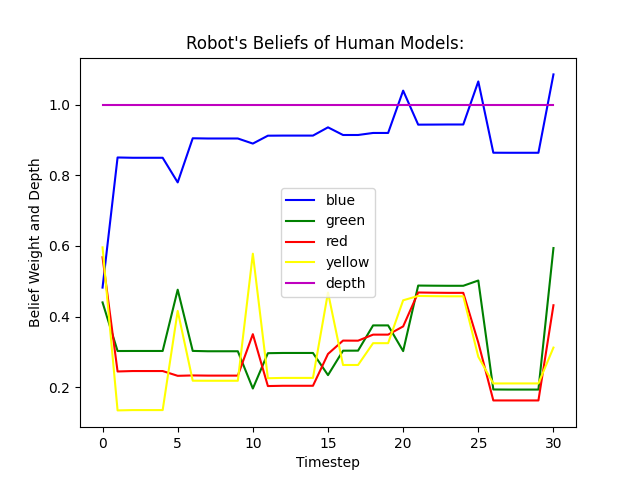 Robot's Beliefs of Human Models:
Belief Weight and Depth
1.0
0.8
0.6
0.4
0.2
blue
green
red
yellow
depth
0 5 10 15 20 25 30
Timestep